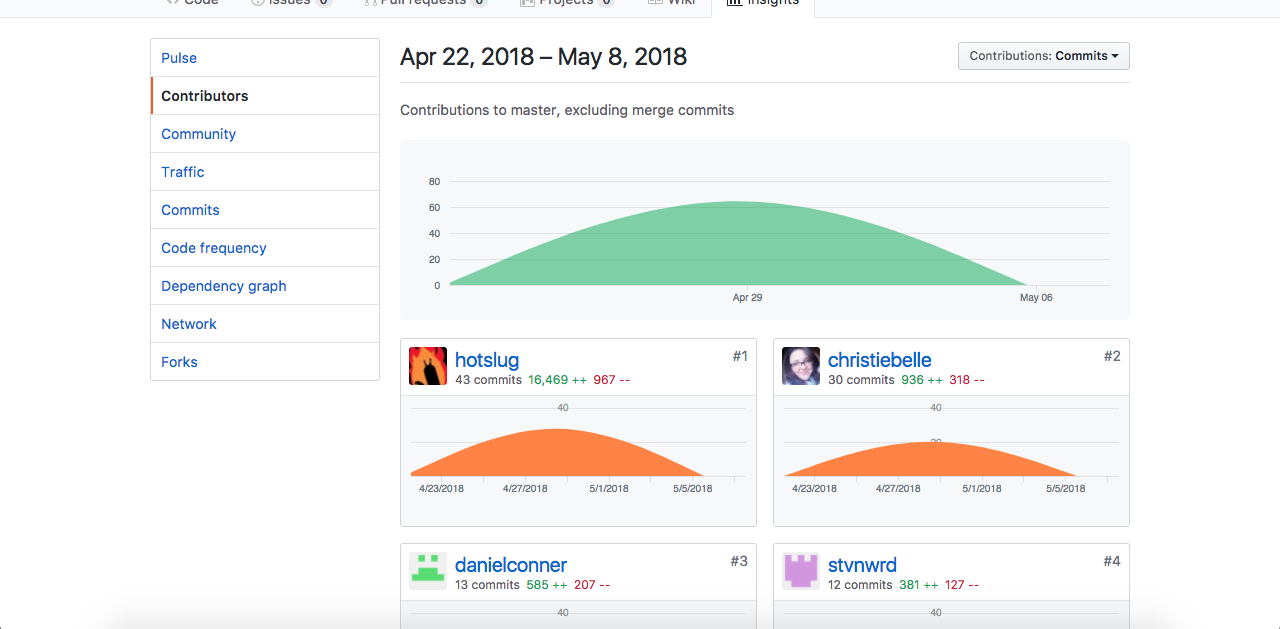 Code Issues 0 Pull requests 0 Projects 0 Wiki Insights
Pulse
Contributors
Community
Traffic
Commits
Code frequency
Dependency graph
Network
Forks
Apr 22, 2018 – May 8, 2018
Contributions: Commits
Contributions to master, excluding merge commits
80
60
40
20
0
Apr 29 May 06
hotslug #1
43 commits 16,469 ++ 967 --
40
4/23/2018 4/27/2018 5/1/2018 5/5/2018
christiebelle #2
30 commits 936 ++ 318 --
40
20
4/23/2018 4/27/2018 5/1/2018 5/5/2018
danielconner #3
13 commits 585 ++ 207 --
40
stvnwrd #4
12 commits 381 ++ 127 --
40